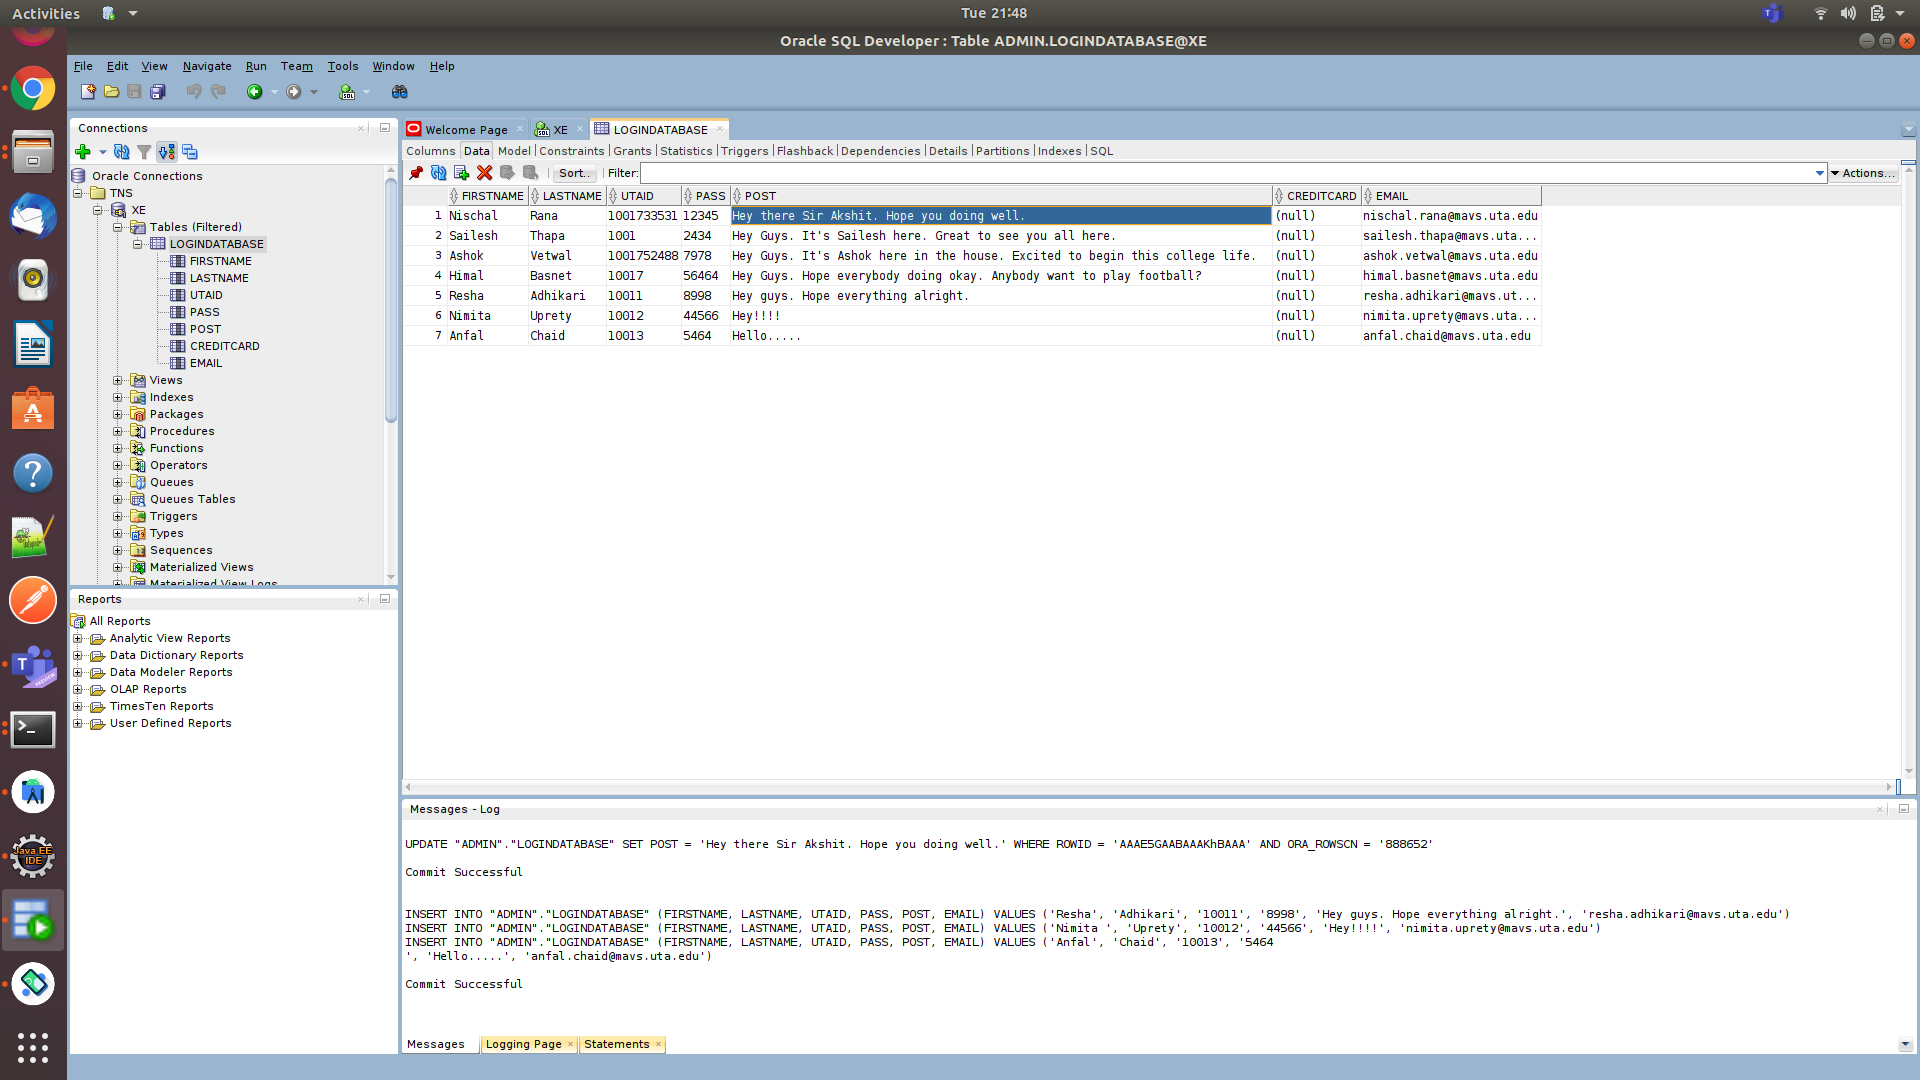 Activities
Tue 21:48
Oracle SQL Developer : Table ADMIN.LOGINDATABASE@XE
File Edit View Navigate Run Team Tools Window Help
Connections
Oracle Connections
TNS
XE
Tables (Filtered)
LOGINDATABASE
FIRSTNAME
LASTNAME
UTAID
PASS
POST
CREDITCARD
EMAIL
Views
Indexes
Packages
Procedures
Functions
Operators
Queues
Queues Tables
Triggers
Types
Sequences
Materialized Views
Materialized View Logs
Reports
All Reports
Analytic View Reports
Data Dictionary Reports
Data Modeler Reports
OLAP Reports
TimesTen Reports
User Defined Reports
Welcome Page XE LOGINDATABASE
Columns Data Model Constraints Grants Statistics Triggers Flashback Dependencies Details Partitions Indexes SQL
Sort.. Filter: Actions...
FIRSTNAME LASTNAME UTAID PASS POST CREDITCARD EMAIL
1 Nischal Rana 1001733531 12345 Hey there Sir Akshit. Hope you doing well. (null) nischal.rana@mavs.uta.edu
2 Sailesh Thapa 1001 2434 Hey Guys. It's Sailesh here. Great to see you all here. (null) sailesh.thapa@mavs.uta...
3 Ashok Vetwal 1001752488 7978 Hey Guys. It's Ashok here in the house. Excited to begin this college life. (null) ashok.vetwal@mavs.uta.edu
4 Himal Basnet 10017 56464 Hey Guys. Hope everybody doing okay. Anybody want to play football? (null) himal.basnet@mavs.uta.edu
5 Resha Adhikari 10011 8998 Hey guys. Hope everything alright. (null) resha.adhikari@mavs.ut...
6 Nimita Uprety 10012 44566 Hey!!!! (null) nimita.uprety@mavs.uta...
7 Anfal Chaid 10013 5464 Hello..... (null) anfal.chaid@mavs.uta.edu
Messages - Log
UPDATE "ADMIN"."LOGINDATABASE" SET POST = 'Hey there Sir Akshit. Hope you doing well.' WHERE ROWID = 'AAAE5GAABAAAKhBAAA' AND ORA_ROWSCN = '888652'
Commit Successful
INSERT INTO "ADMIN"."LOGINDATABASE" (FIRSTNAME, LASTNAME, UTAID, PASS, POST, EMAIL) VALUES ('Resha', 'Adhikari', '10011', '8998', 'Hey guys. Hope everything alright.', 'resha.adhikari@mavs.uta.edu')
INSERT INTO "ADMIN"."LOGINDATABASE" (FIRSTNAME, LASTNAME, UTAID, PASS, POST, EMAIL) VALUES ('Nimita ', 'Uprety', '10012', '44566', 'Hey!!!!', 'nimita.uprety@mavs.uta.edu')
INSERT INTO "ADMIN"."LOGINDATABASE" (FIRSTNAME, LASTNAME, UTAID, PASS, POST, EMAIL) VALUES ('Anfal', 'Chaid', '10013', '5464
', 'Hello.....', 'anfal.chaid@mavs.uta.edu')
Commit Successful
Messages Logging Page Statements
Java EE
IDE